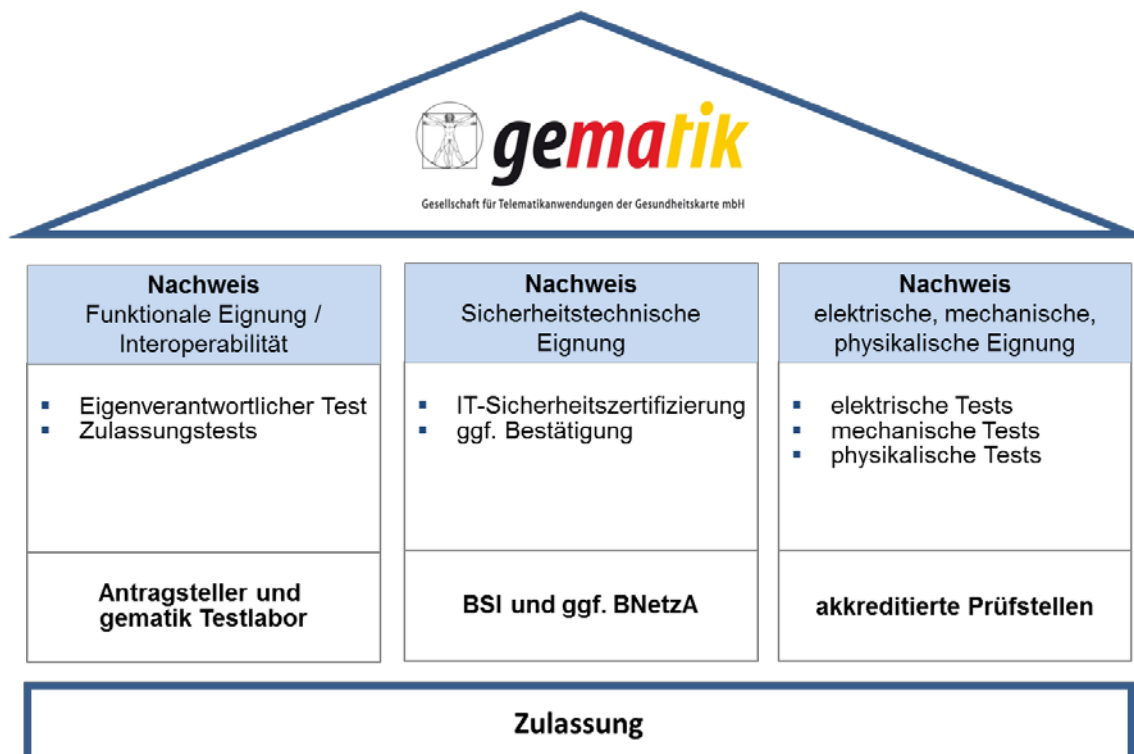 gematik
Gesellschaft für Telematikanwendungen der Gesundheitskarte mbH
Nachweis
Funktionale Eignung /
Interoperabilität
▪ Eigenverantwortlicher Test
▪ Zulassungstests
Antragsteller und
gematik Testlabor
Nachweis
Sicherheitstechnische
Eignung
▪ IT-Sicherheitszertifizierung
▪ ggf. Bestätigung
BSI und ggf. BNetzA
Nachweis
elektrische, mechanische,
physikalische Eignung
▪ elektrische Tests
▪ mechanische Tests
▪ physikalische Tests
akkreditierte Prüfstellen
Zulassung